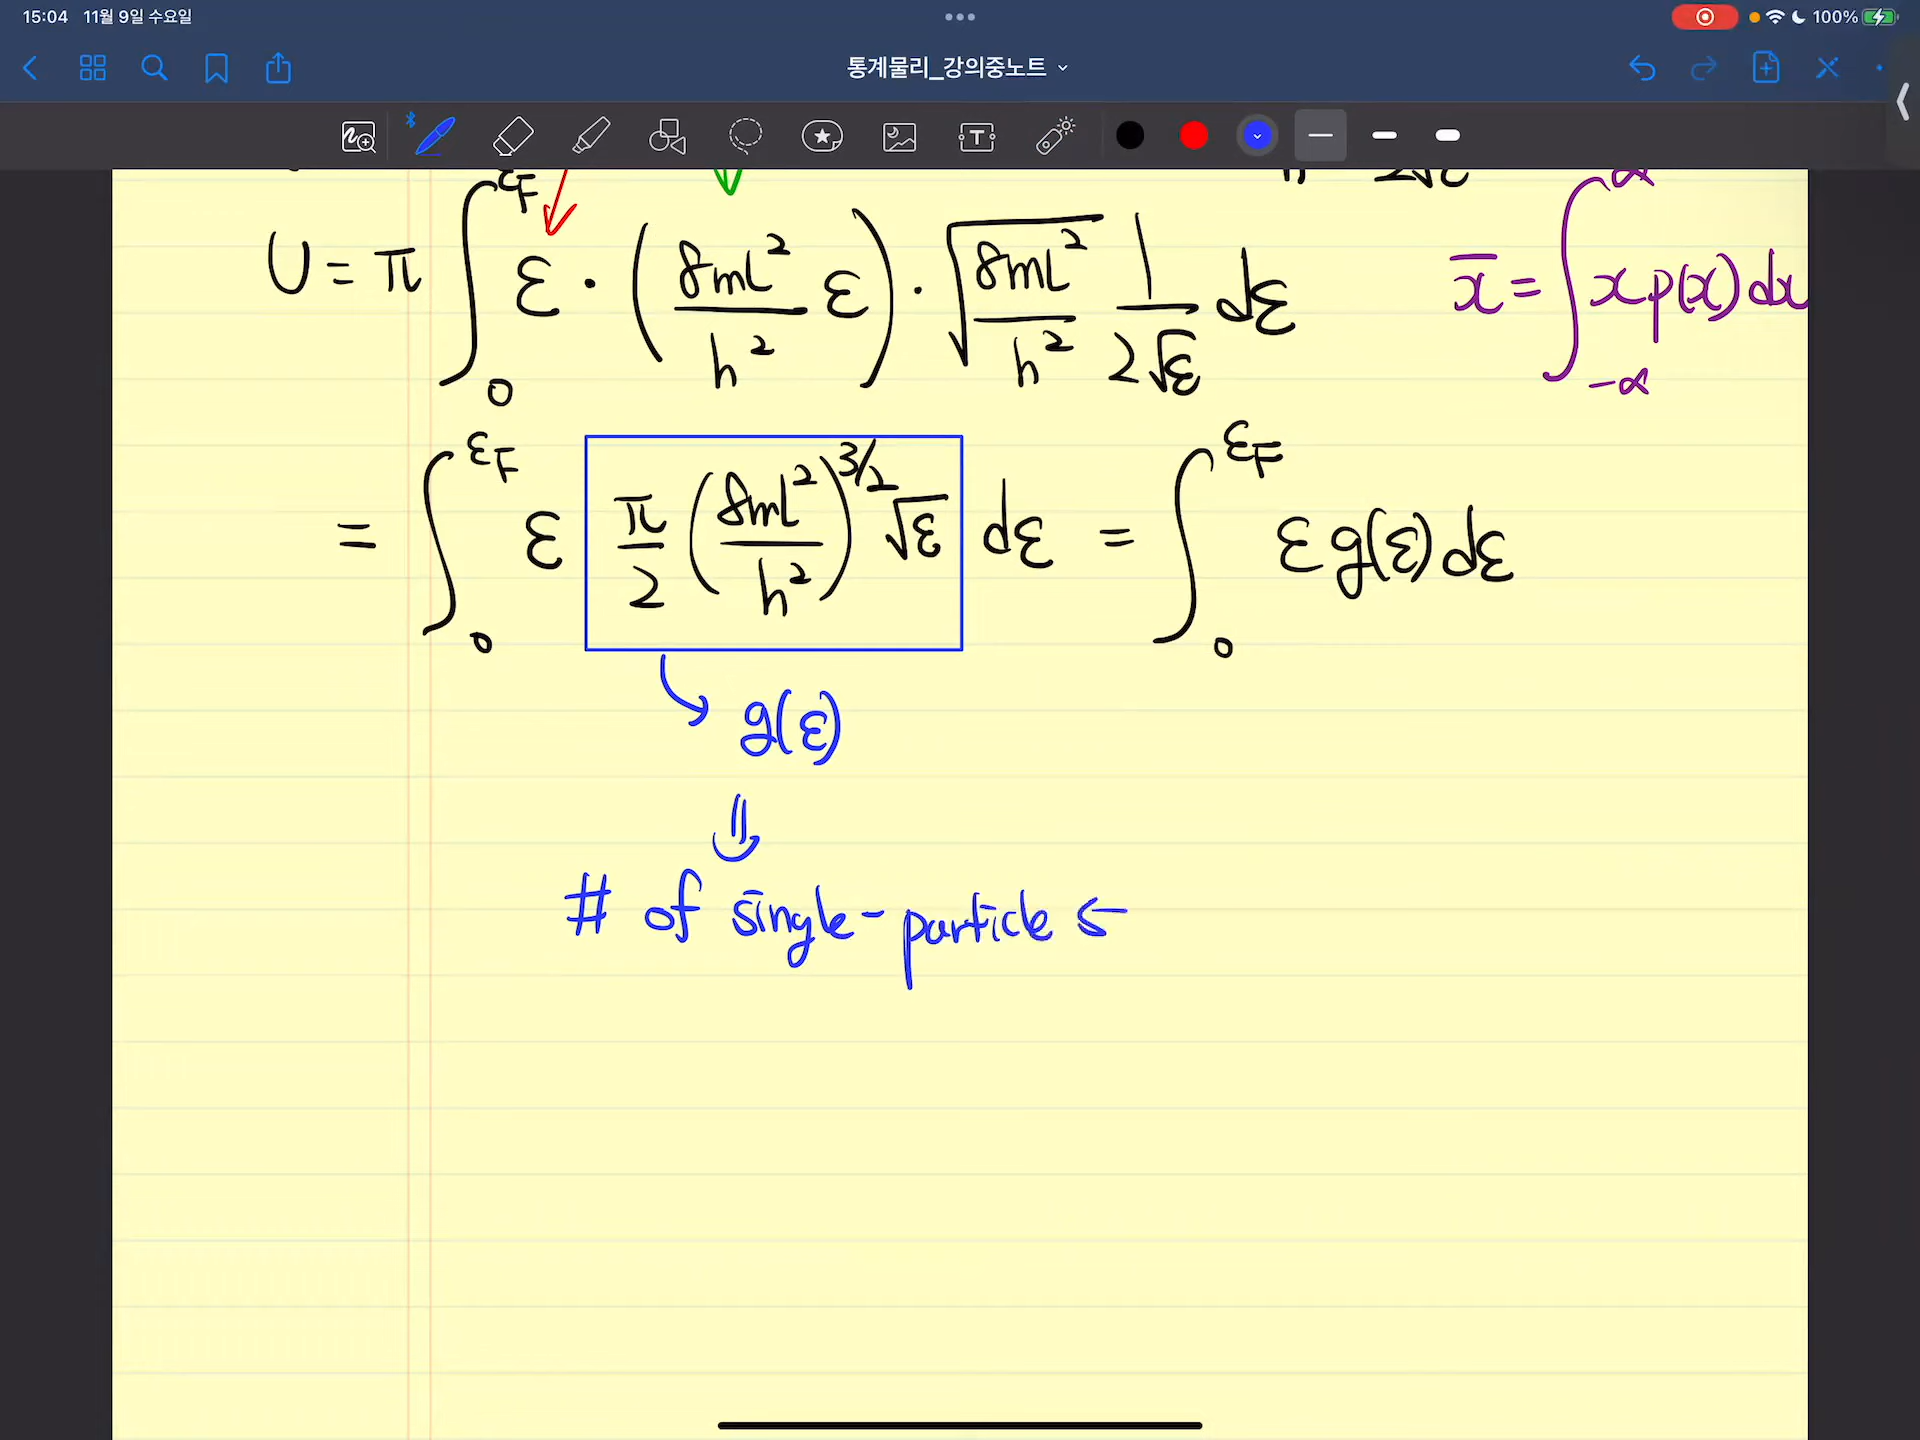 15:04 11월 9일 수요일
100%
통계물리_강의중노트
U = π ∫₀^εF ε · (8mL²/h² ε) · √(8mL²/h²) 1/(2√ε) dε
x̄ = ∫_{-α}^{α} x p(x) dx
= ∫₀^εF ε π/2 (8mL²/h²)^{3/2} √ε dε = ∫₀^εF ε g(ε) dε
g(ε)
# of single-particle s